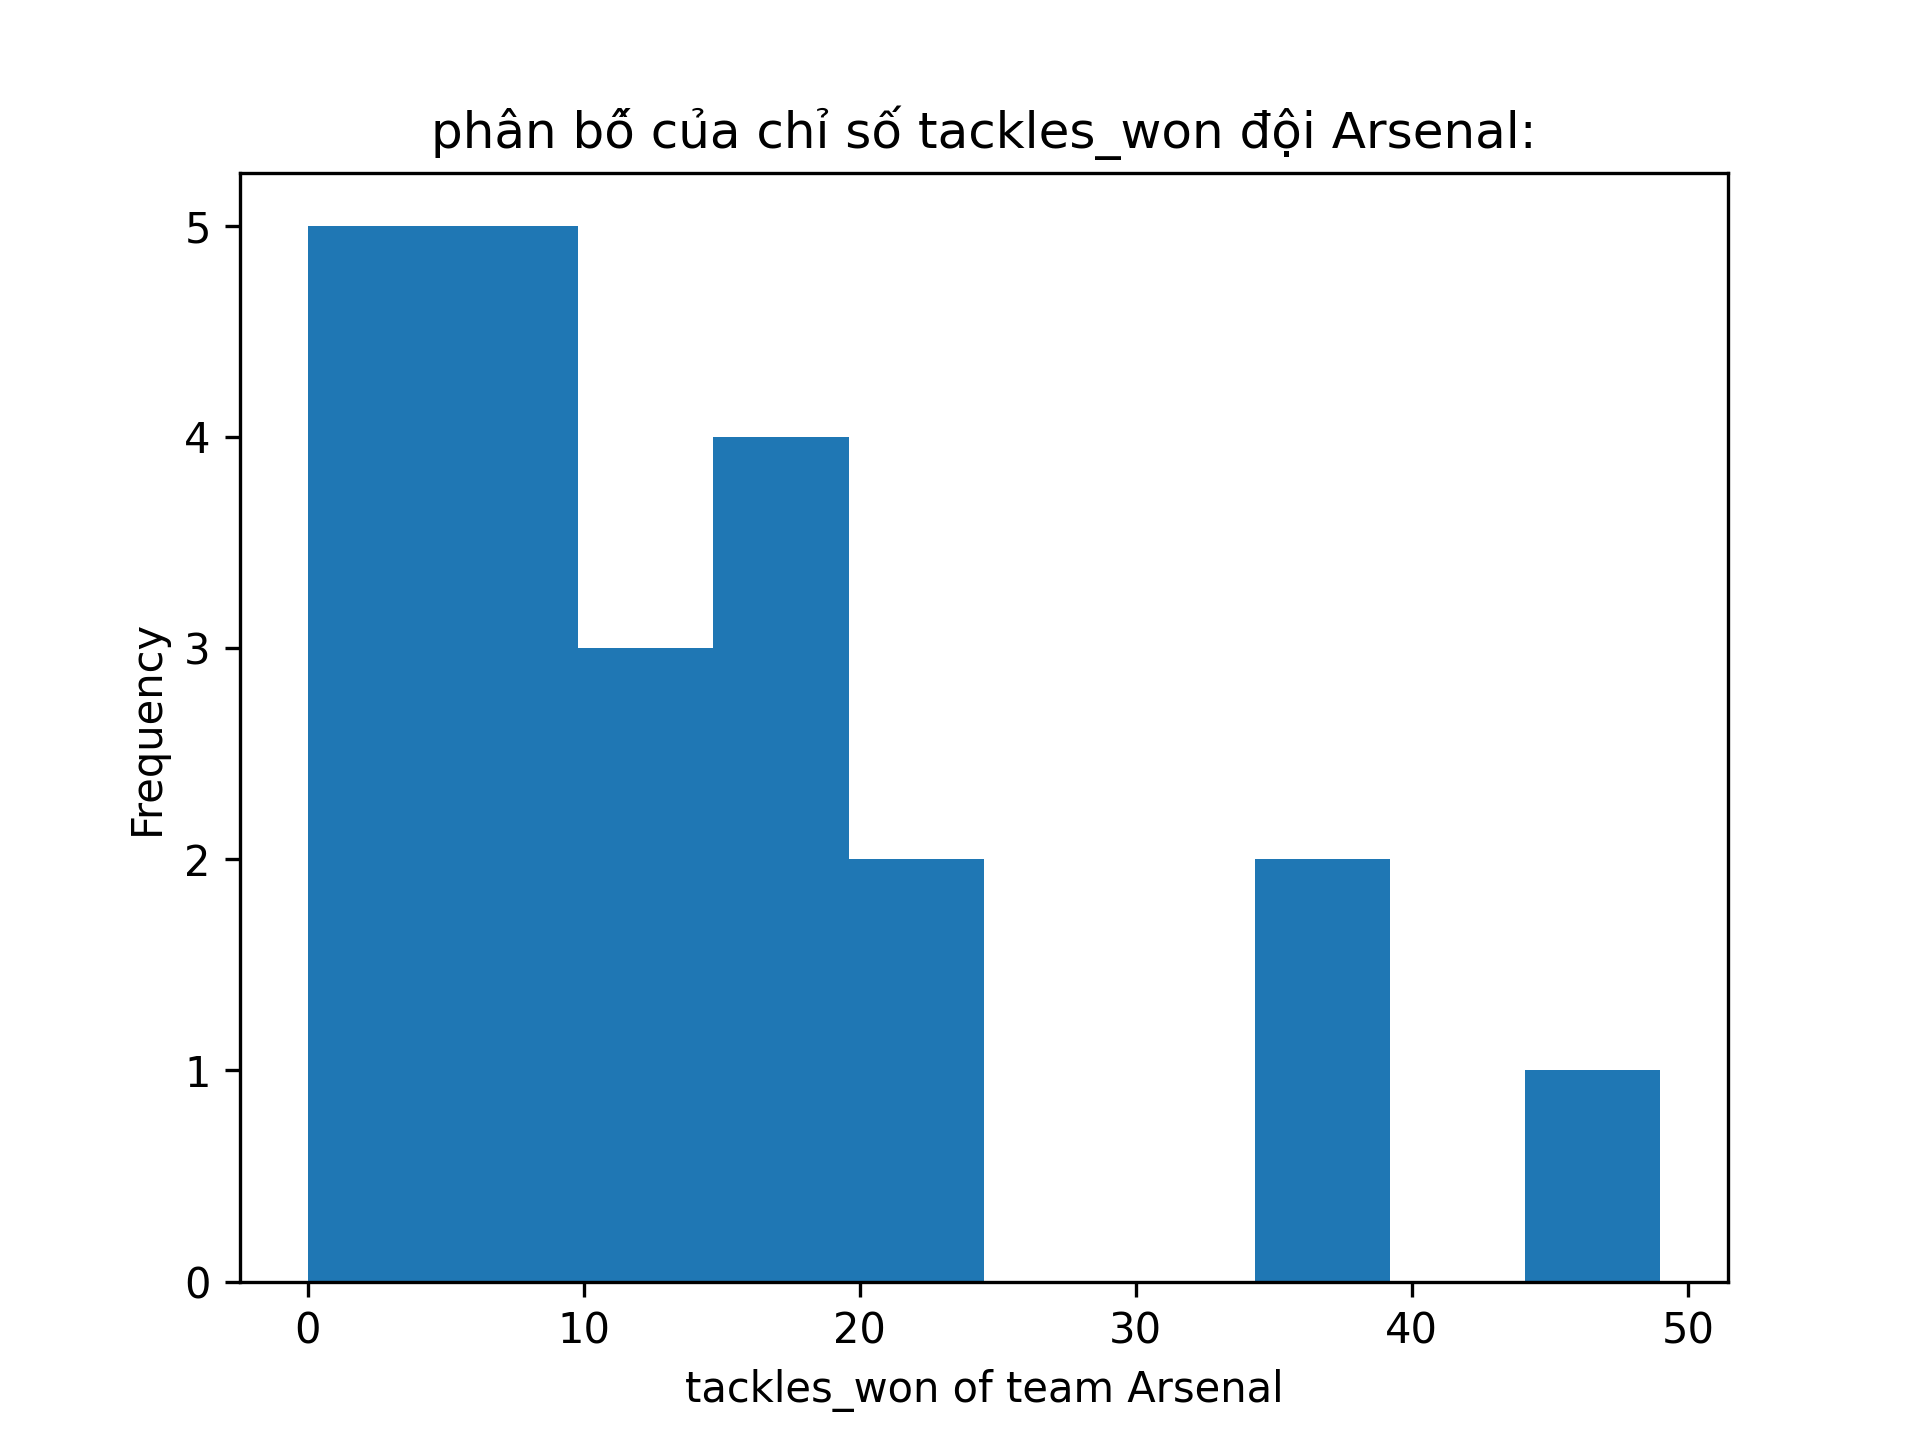 phân bố́ của chỉ số tackles_won đội Arsenal:
5
4
3
2
1
0
Frequency
0 10 20 30 40 50
tackles_won of team Arsenal